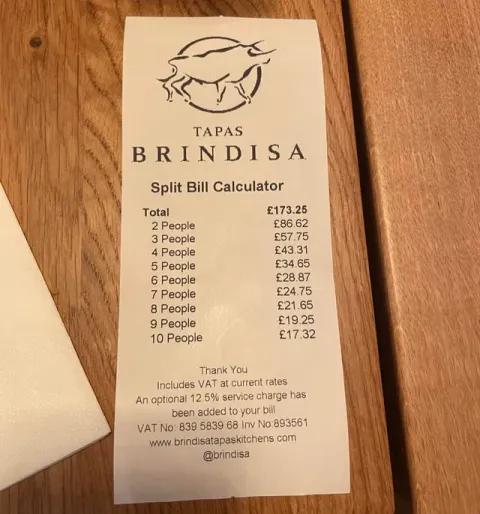 TAPAS
BRINDISA
Split Bill Calculator
Total £173.25
2 People £86.62
3 People £57.75
4 People £43.31
5 People £34.65
6 People £28.87
7 People £24.75
8 People £21.65
9 People £19.25
10 People £17.32
Thank You
Includes VAT at current rates
An optional 12.5% service charge has
been added to your bill
VAT No: 839 5839 68 Inv No:893561
www.brindisatapaskitchens.com
@brindisa